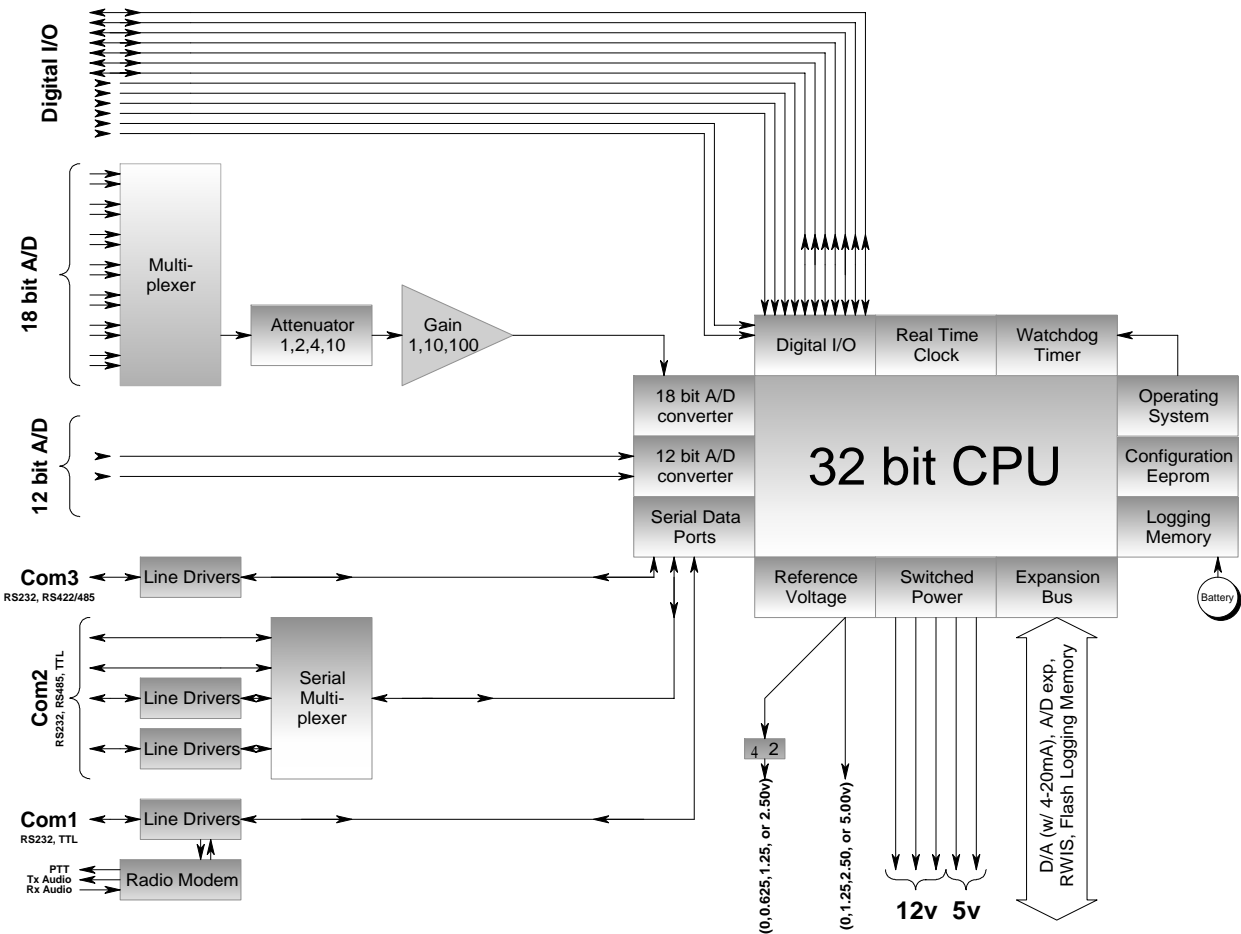 Digital I/O
18 bit A/D
Multi-
plexer
Attenuator
1,2,4,10
Gain
1,10,100
Digital I/O
Real Time
Clock
Watchdog
Timer
18 bit A/D
converter
Operating
System
12 bit A/D
12 bit A/D
converter
32 bit CPU
Configuration
Eeprom
Serial Data
Ports
Logging
Memory
Com3
RS232, RS422/485
Line Drivers
Reference
Voltage
Switched
Power
Expansion
Bus
Battery
Com2
RS232, RS485, TTL
Line Drivers
Line Drivers
Serial
Multi-
plexer
4 2
(0,0.625,1.25, or 2.50v)
(0,1.25,2.50, or 5.00v)
D/A (w/ 4-20mA), A/D exp,
RWIS, Flash Logging Memory
Com1
RS232, TTL
Line Drivers
PTT
Tx Audio
Rx Audio
Radio Modem
12v
5v